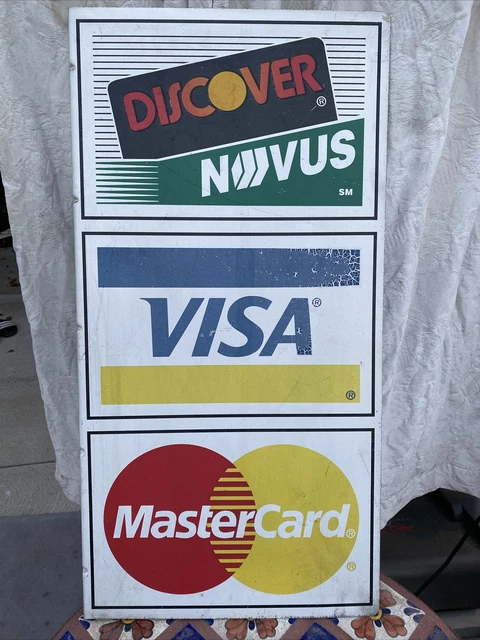 DISCOVER®
NOVUS
SM
VISA®
®
MasterCard®
®